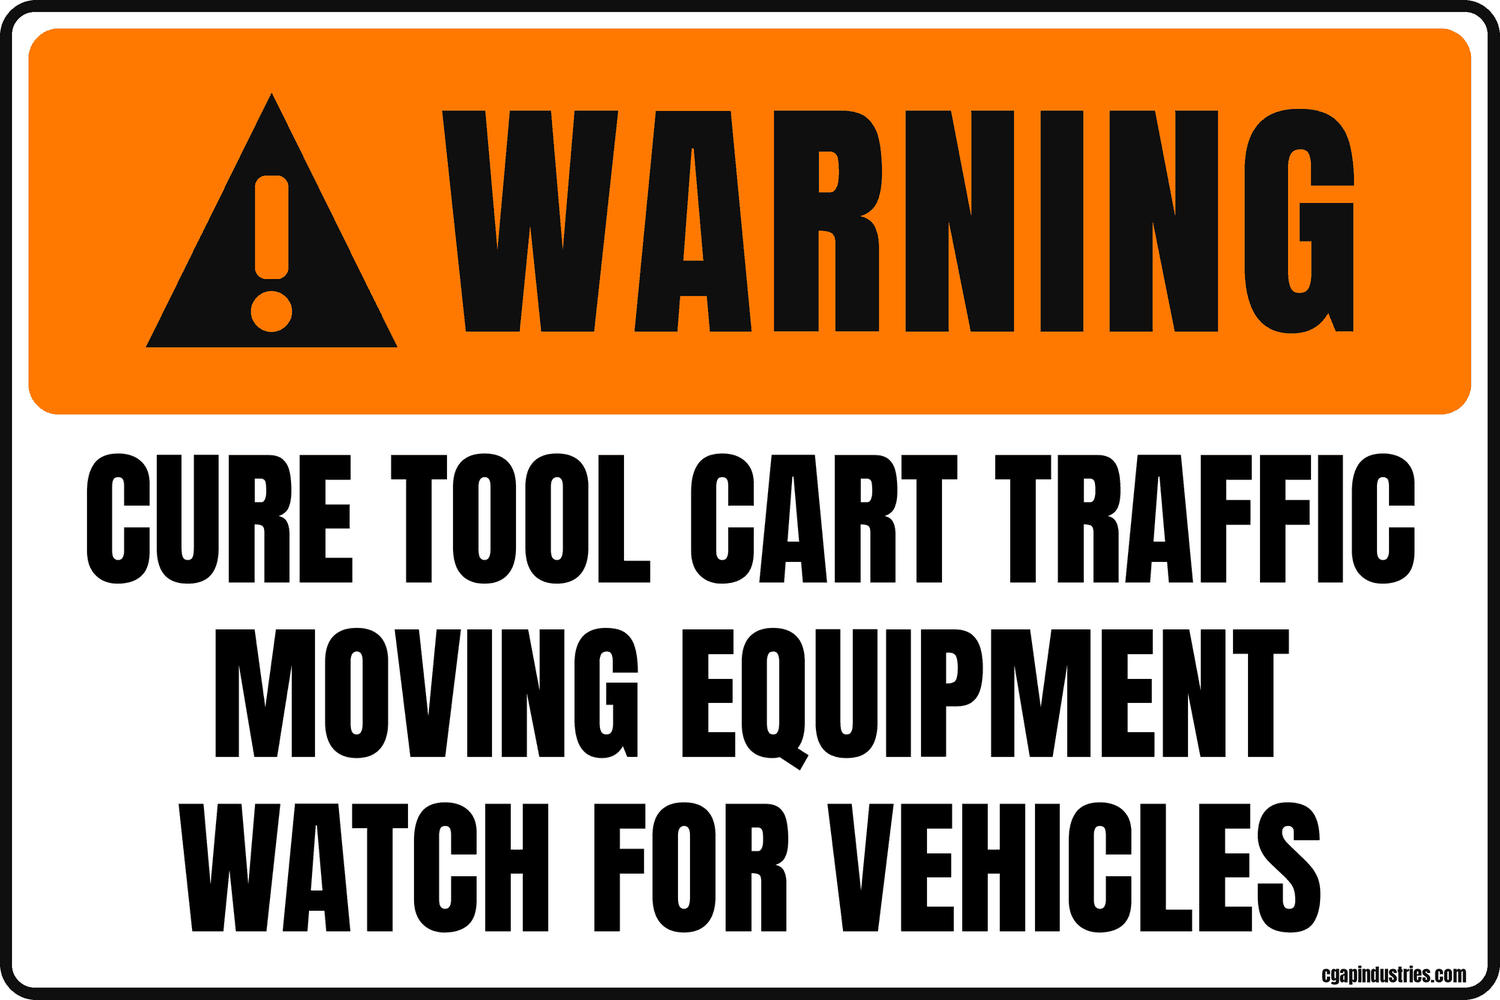 WARNING
CURE TOOL CART TRAFFIC
MOVING EQUIPMENT
WATCH FOR VEHICLES
cgapindustries.com